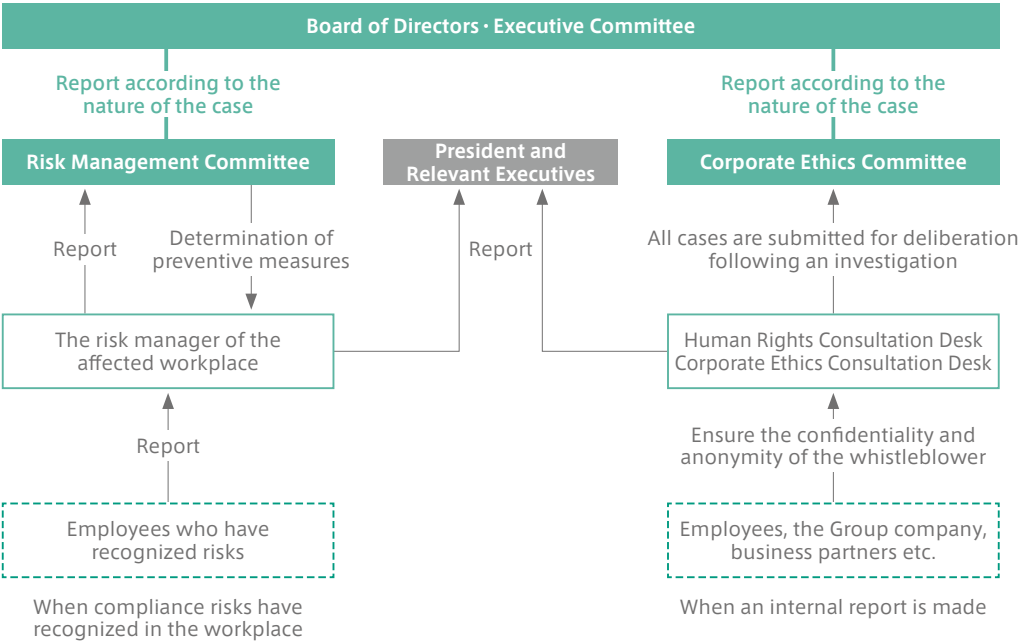 Board of Directors · Executive Committee
Report according to the
nature of the case
Report according to the
nature of the case
Risk Management Committee
President and
Relevant Executives
Corporate Ethics Committee
Report
Determination of
preventive measures
Report
All cases are submitted for deliberation
following an investigation
The risk manager of the
affected workplace
Human Rights Consultation Desk
Corporate Ethics Consultation Desk
Report
Ensure the confidentiality and
anonymity of the whistleblower
Employees who have
recognized risks
Employees, the Group company,
business partners etc.
When compliance risks have
recognized in the workplace
When an internal report is made